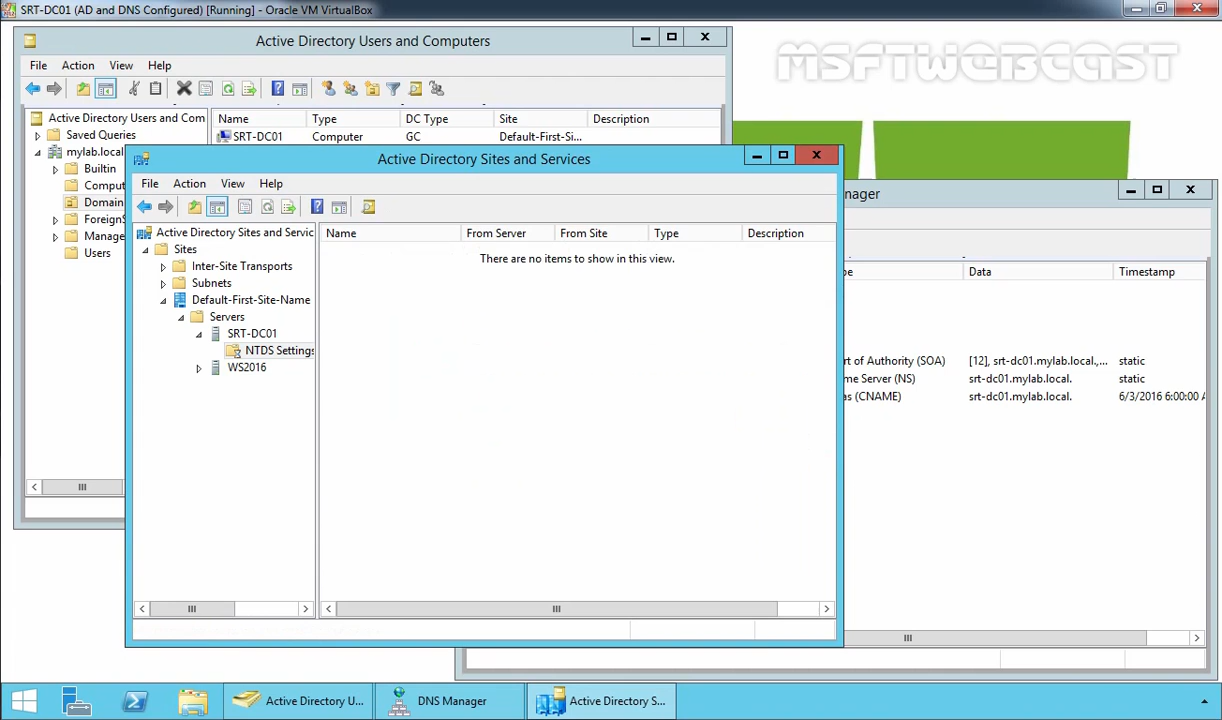 SRT-DC01 (AD and DNS Configured) [Running] - Oracle VM VirtualBox
MSFTWEBCAST
Active Directory Users and Computers
File Action View Help
Active Directory Users and Com
Saved Queries
mylab.local
Builtin
Comput
Domain
ForeignS
Manage
Users
Name Type DC Type Site Description
SRT-DC01 Computer GC Default-First-Si...
Active Directory Sites and Services
File Action View Help
Active Directory Sites and Servic
Sites
Inter-Site Transports
Subnets
Default-First-Site-Name
Servers
SRT-DC01
NTDS Settings
WS2016
Name From Server From Site Type Description
There are no items to show in this view.
anager
pe Data Timestamp
rt of Authority (SOA) [12], srt-dc01.mylab.local.,... static
me Server (NS) srt-dc01.mylab.local. static
as (CNAME) srt-dc01.mylab.local. 6/3/2016 6:00:00 A
Active Directory U...
DNS Manager
Active Directory S...